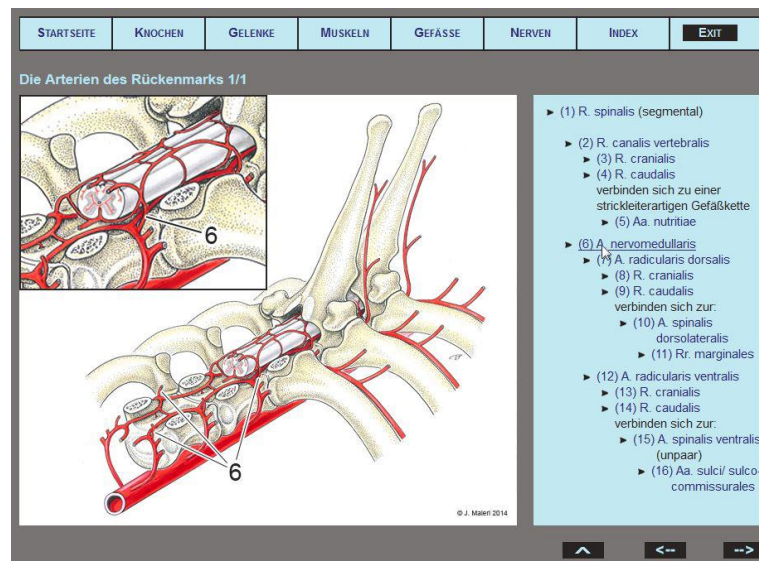 STARTSEITE
KNOCHEN
GELENKE
MUSKELN
GEFÄSSE
NERVEN
INDEX
EXIT
Die Arterien des Rückenmarks 1/1
6
6
© J. Maierl 2014
► (1) R. spinalis (segmental)
► (2) R. canalis vertebralis
► (3) R. cranialis
► (4) R. caudalis
verbinden sich zu einer
strickleiterartigen Gefäßkette
► (5) Aa. nutritiae
► (6) A. nervomedullaris
► (7) A. radicularis dorsalis
► (8) R. cranialis
► (9) R. caudalis
verbinden sich zur:
► (10) A. spinalis
dorsolateralis
► (11) Rr. marginales
► (12) A. radicularis ventralis
► (13) R. cranialis
► (14) R. caudalis
verbinden sich zur:
► (15) A. spinalis ventralis
(unpaar)
► (16) Aa. sulci/ sulco-
commissurales
<--
-->